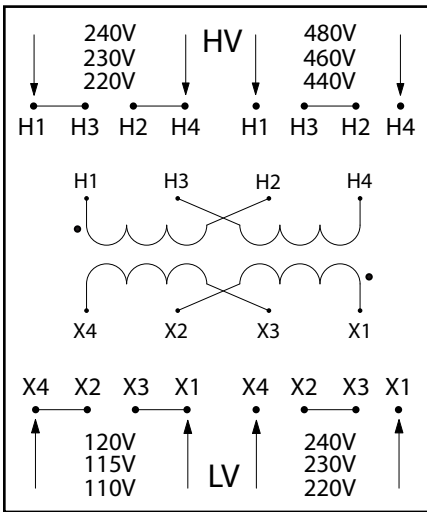 240V HV 480V
230V 460V
220V 440V
H1 H3 H2 H4 H1 H3 H2 H4
H1 H3 H2 H4
X4 X2 X3 X1
X4 X2 X3 X1 X4 X2 X3 X1
120V 240V
115V 230V
110V LV 220V